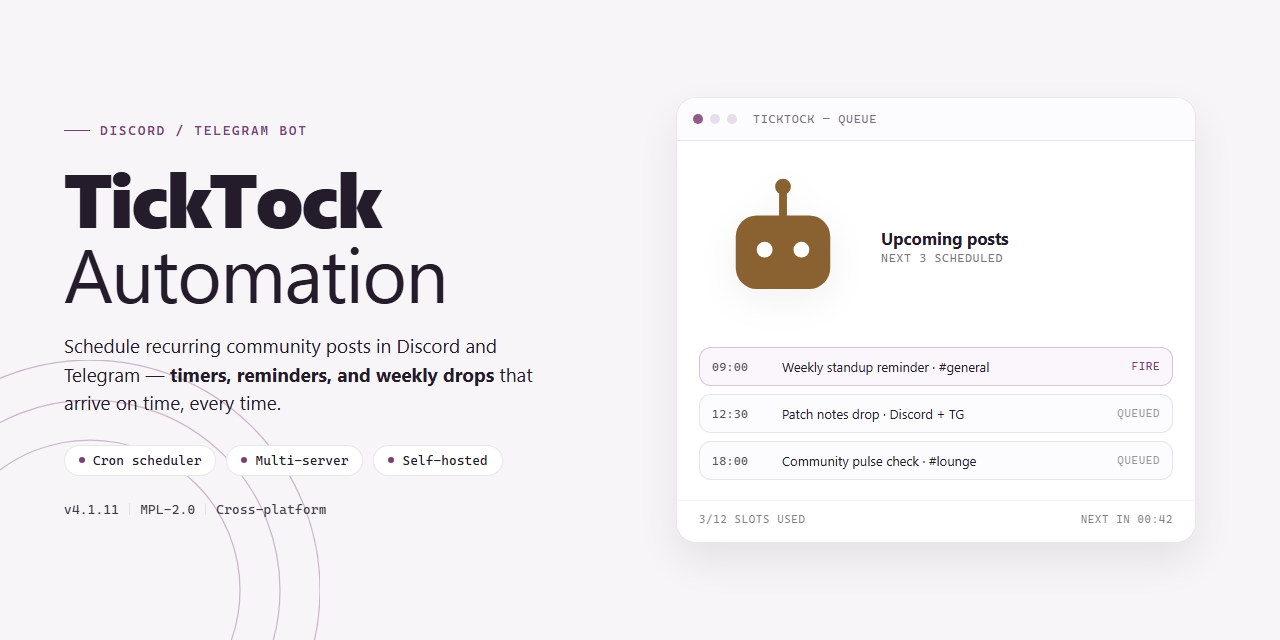 DISCORD / TELEGRAM BOT
TickTock
Automation
Schedule recurring community posts in Discord and
Telegram — timers, reminders, and weekly drops that
arrive on time, every time.
Cron scheduler
Multi-server
Self-hosted
v4.1.11 MPL-2.0 Cross-platform
TICKTOCK — QUEUE
Upcoming posts
NEXT 3 SCHEDULED
09:00 Weekly standup reminder · #general FIRE
12:30 Patch notes drop · Discord + TG QUEUED
18:00 Community pulse check · #lounge QUEUED
3/12 SLOTS USED NEXT IN 00:42